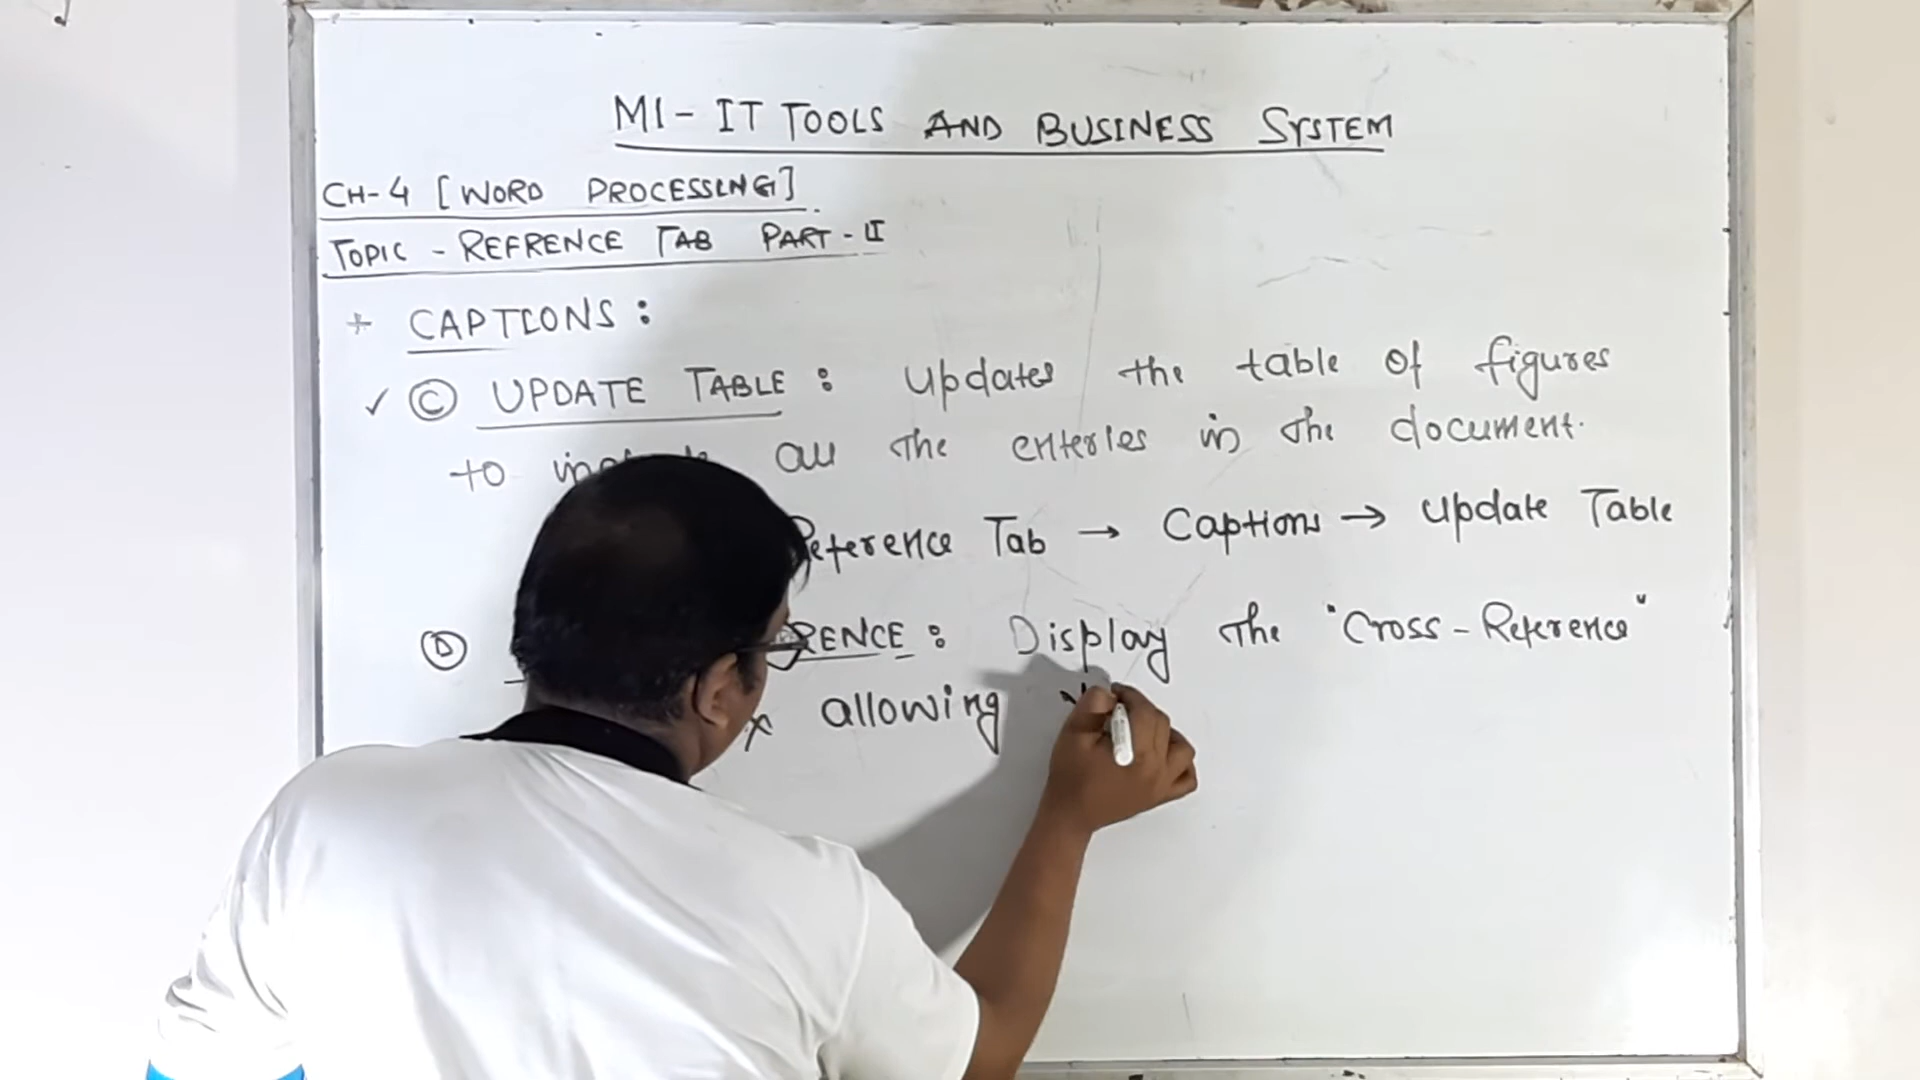 M1 - IT TOOLS AND BUSINESS SYSTEM
CH-4 [WORD PROCESSING]
TOPIC - REFRENCE TAB PART - II
+ CAPTIONS :
✓ Ⓒ UPDATE TABLE : Updates the table of figures
to all the enteries in the document.
Reference Tab → Captions → Update Table
Ⓓ RENCE : Display the "Cross - Reference"
allowing